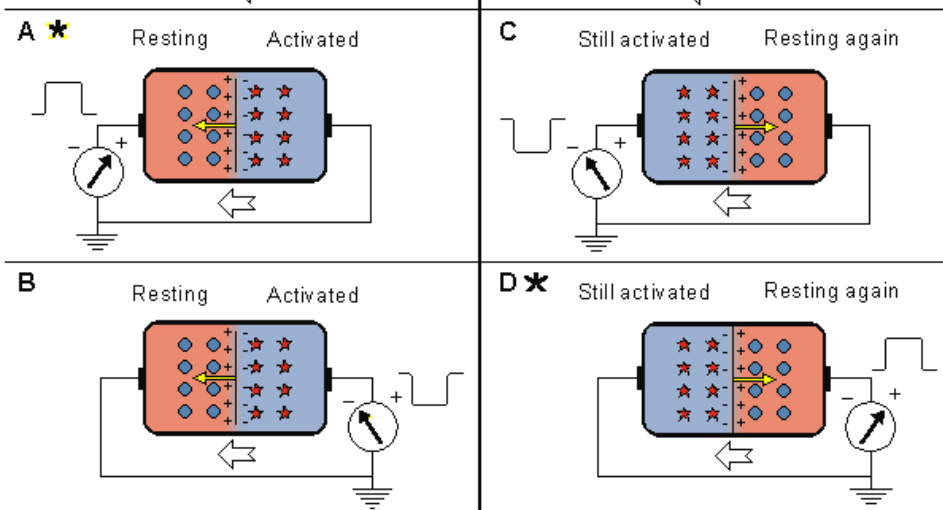 A *
Resting Activated
- +
C
Still activated Resting again
- +
B
Resting Activated
- +
D *
Still activated Resting again
- +